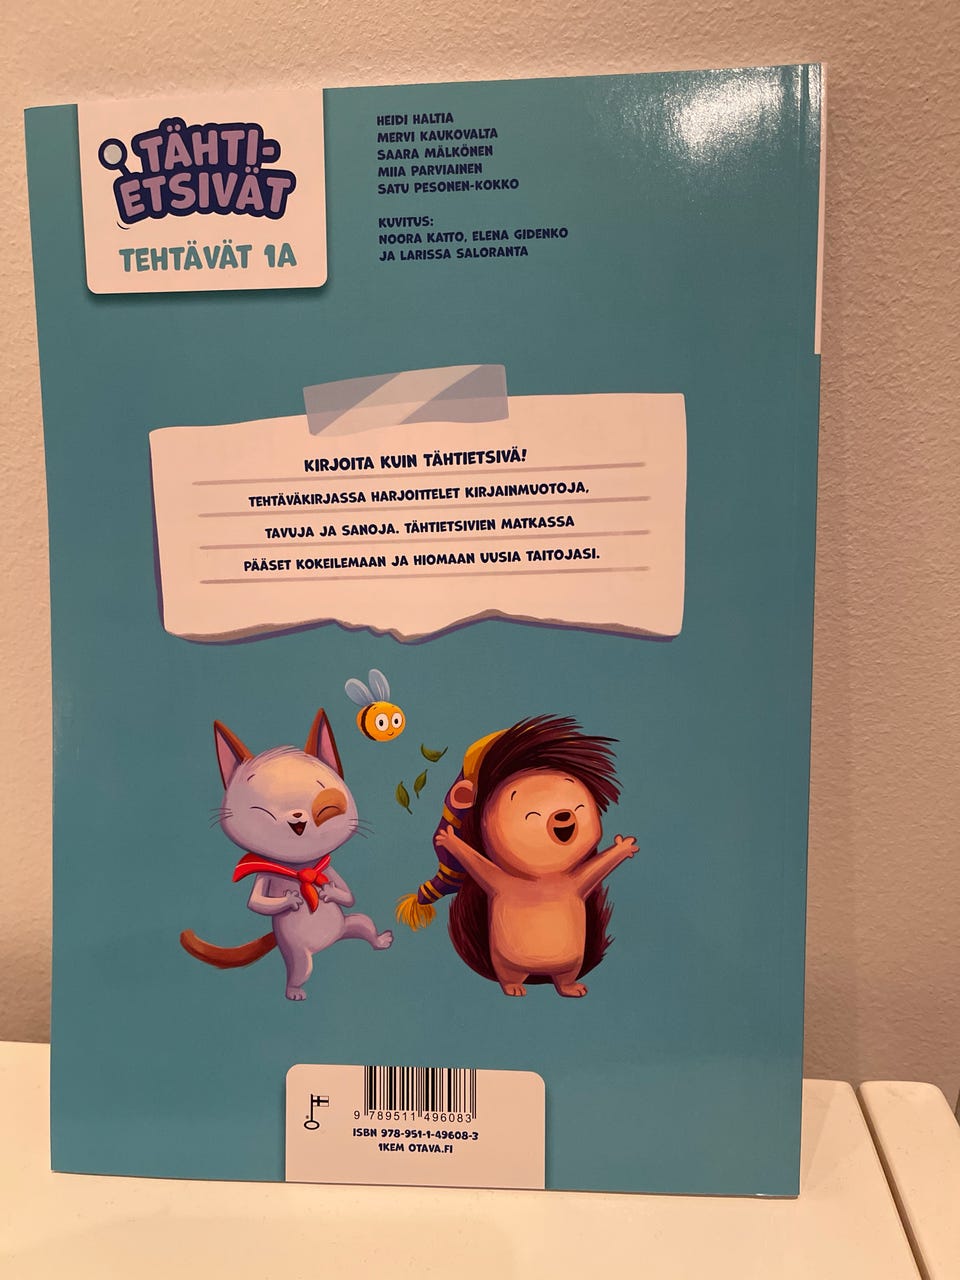 TÄHTI-
ETSIVÄT
TEHTÄVÄT 1A
HEIDI HALTIA
MERVI KAUKOVALTA
SAARA MÄLKÖNEN
MIIA PARVIAINEN
SATU PESONEN-KOKKO
KUVITUS:
NOORA KATTO, ELENA GIDENKO
JA LARISSA SALORANTA
KIRJOITA KUIN TÄHTIETSIVÄ!
TEHTÄVÄKIRJASSA HARJOITTELET KIRJAINMUOTOJA,
TAVUJA JA SANOJA. TÄHTIETSIVIEN MATKASSA
PÄÄSET KOKEILEMAAN JA HIOMAAN UUSIA TAITOJASI.
9 789511 496083
ISBN 978-951-1-49608-3
1KEM OTAVA.FI